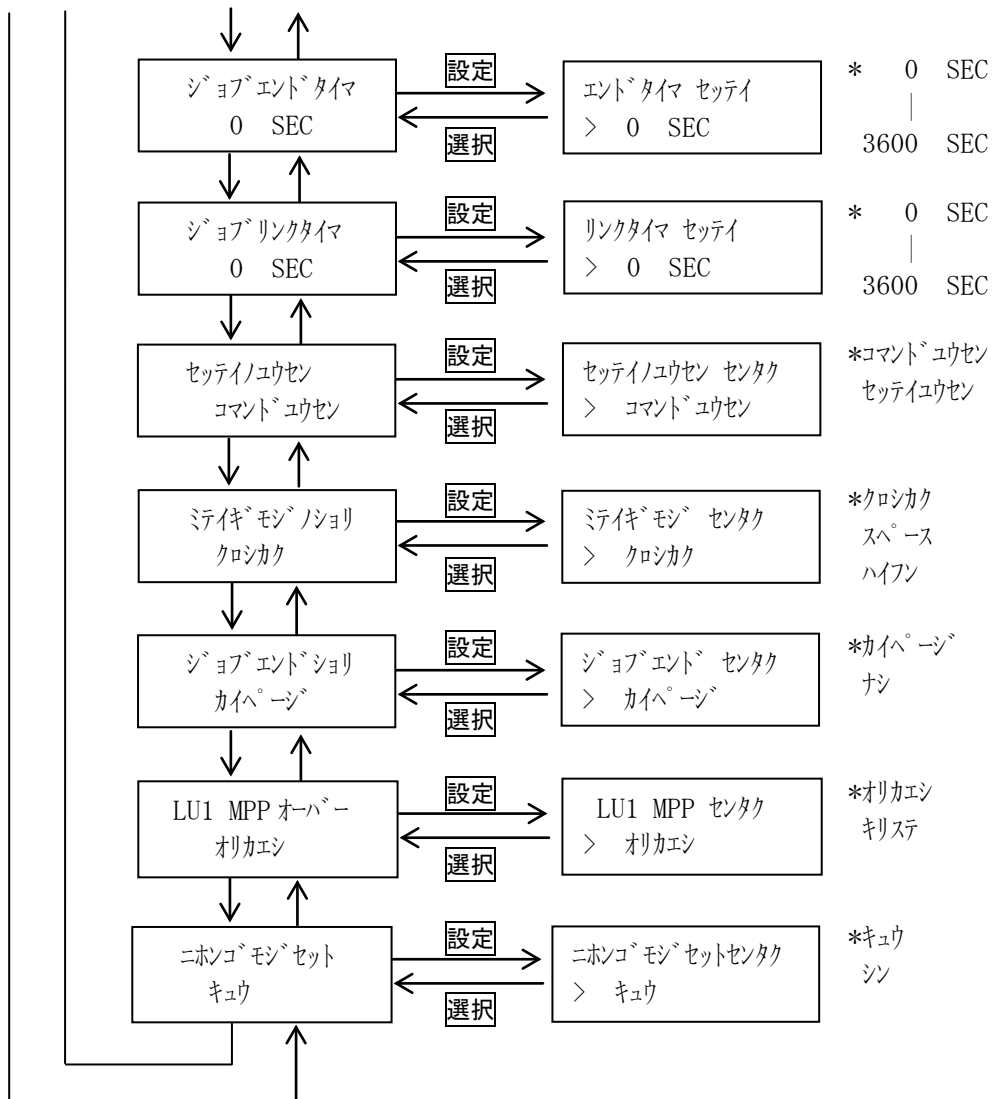 ｼﾞｮﾌﾞｴﾝﾄﾞﾀｲﾏ
0 SEC
設定
選択
ｴﾝﾄﾞﾀｲﾏ ｾｯﾃｲ
> 0 SEC
* 0 SEC
|
3600 SEC
ｼﾞｮﾌﾞﾘﾝｸﾀｲﾏ
0 SEC
設定
選択
ﾘﾝｸﾀｲﾏ ｾｯﾃｲ
> 0 SEC
* 0 SEC
|
3600 SEC
ｾｯﾃｲﾉﾕｳｾﾝ
ｺﾏﾝﾄﾞﾕｳｾﾝ
設定
選択
ｾｯﾃｲﾉﾕｳｾﾝ ｾﾝﾀｸ
> ｺﾏﾝﾄﾞﾕｳｾﾝ
*ｺﾏﾝﾄﾞﾕｳｾﾝ
ｾｯﾃｲﾕｳｾﾝ
ﾐﾃｲｷﾞﾓｼﾞﾉｼｮﾘ
ｸﾛｼｶｸ
設定
選択
ﾐﾃｲｷﾞﾓｼﾞ ｾﾝﾀｸ
> ｸﾛｼｶｸ
*ｸﾛｼｶｸ
ｽﾍﾟｰｽ
ﾊｲﾌﾝ
ｼﾞｮﾌﾞｴﾝﾄﾞｼｮﾘ
ｶｲﾍﾟｰｼﾞ
設定
選択
ｼﾞｮﾌﾞｴﾝﾄﾞ ｾﾝﾀｸ
> ｶｲﾍﾟｰｼﾞ
*ｶｲﾍﾟｰｼﾞ
ﾅｼ
LU1 MPP ｵｰﾊﾞｰ
ｵﾘｶｴｼ
設定
選択
LU1 MPP ｾﾝﾀｸ
> ｵﾘｶｴｼ
*ｵﾘｶｴｼ
ｷﾘｽﾃ
ﾆﾎﾝｺﾞﾓｼﾞｾｯﾄ
ｷｭｳ
設定
選択
ﾆﾎﾝｺﾞﾓｼﾞｾｯﾄｾﾝﾀｸ
> ｷｭｳ
*ｷｭｳ
ｼﾝ